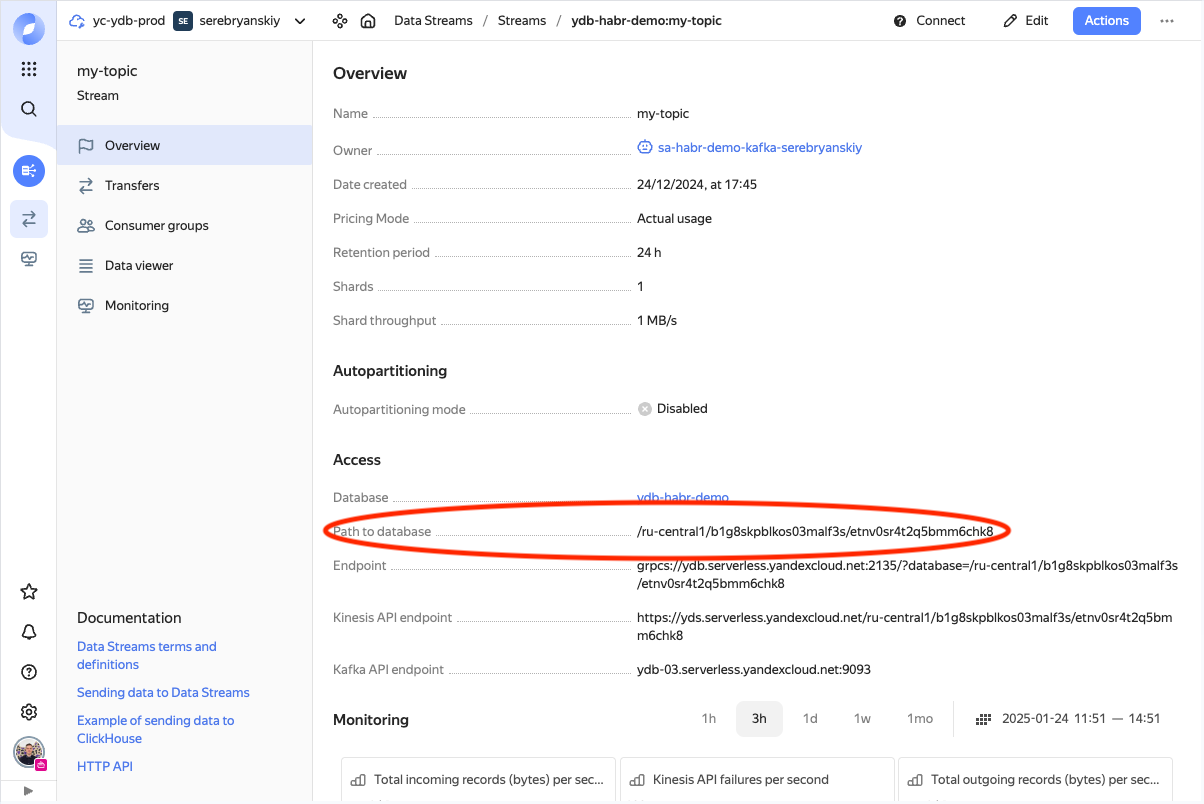 yc-ydb-prod SE serebryanskiy Data Streams / Streams / ydb-habr-demo:my-topic Connect Edit Actions
my-topic
Stream
Overview
Transfers
Consumer groups
Data viewer
Monitoring
Documentation
Data Streams terms and
definitions
Sending data to Data Streams
Example of sending data to
ClickHouse
HTTP API
Overview
Name my-topic
Owner sa-habr-demo-kafka-serebryanskiy
Date created 24/12/2024, at 17:45
Pricing Mode Actual usage
Retention period 24 h
Shards 1
Shard throughput 1 MB/s
Autopartitioning
Autopartitioning mode Disabled
Access
Database ydb-habr-demo
Path to database /ru-central1/b1g8skpblkos03malf3s/etnv0sr4t2q5bmm6chk8
Endpoint grpcs://ydb.serverless.yandexcloud.net:2135/?database=/ru-central1/b1g8skpblkos03malf3s
/etnv0sr4t2q5bmm6chk8
Kinesis API endpoint https://yds.serverless.yandexcloud.net/ru-central1/b1g8skpblkos03malf3s/etnv0sr4t2q5bm
m6chk8
Kafka API endpoint ydb-03.serverless.yandexcloud.net:9093
Monitoring 1h 3h 1d 1w 1mo 2025-01-24 11:51 — 14:51
Total incoming records (bytes) per sec... Kinesis API failures per second Total outgoing records (bytes) per sec...